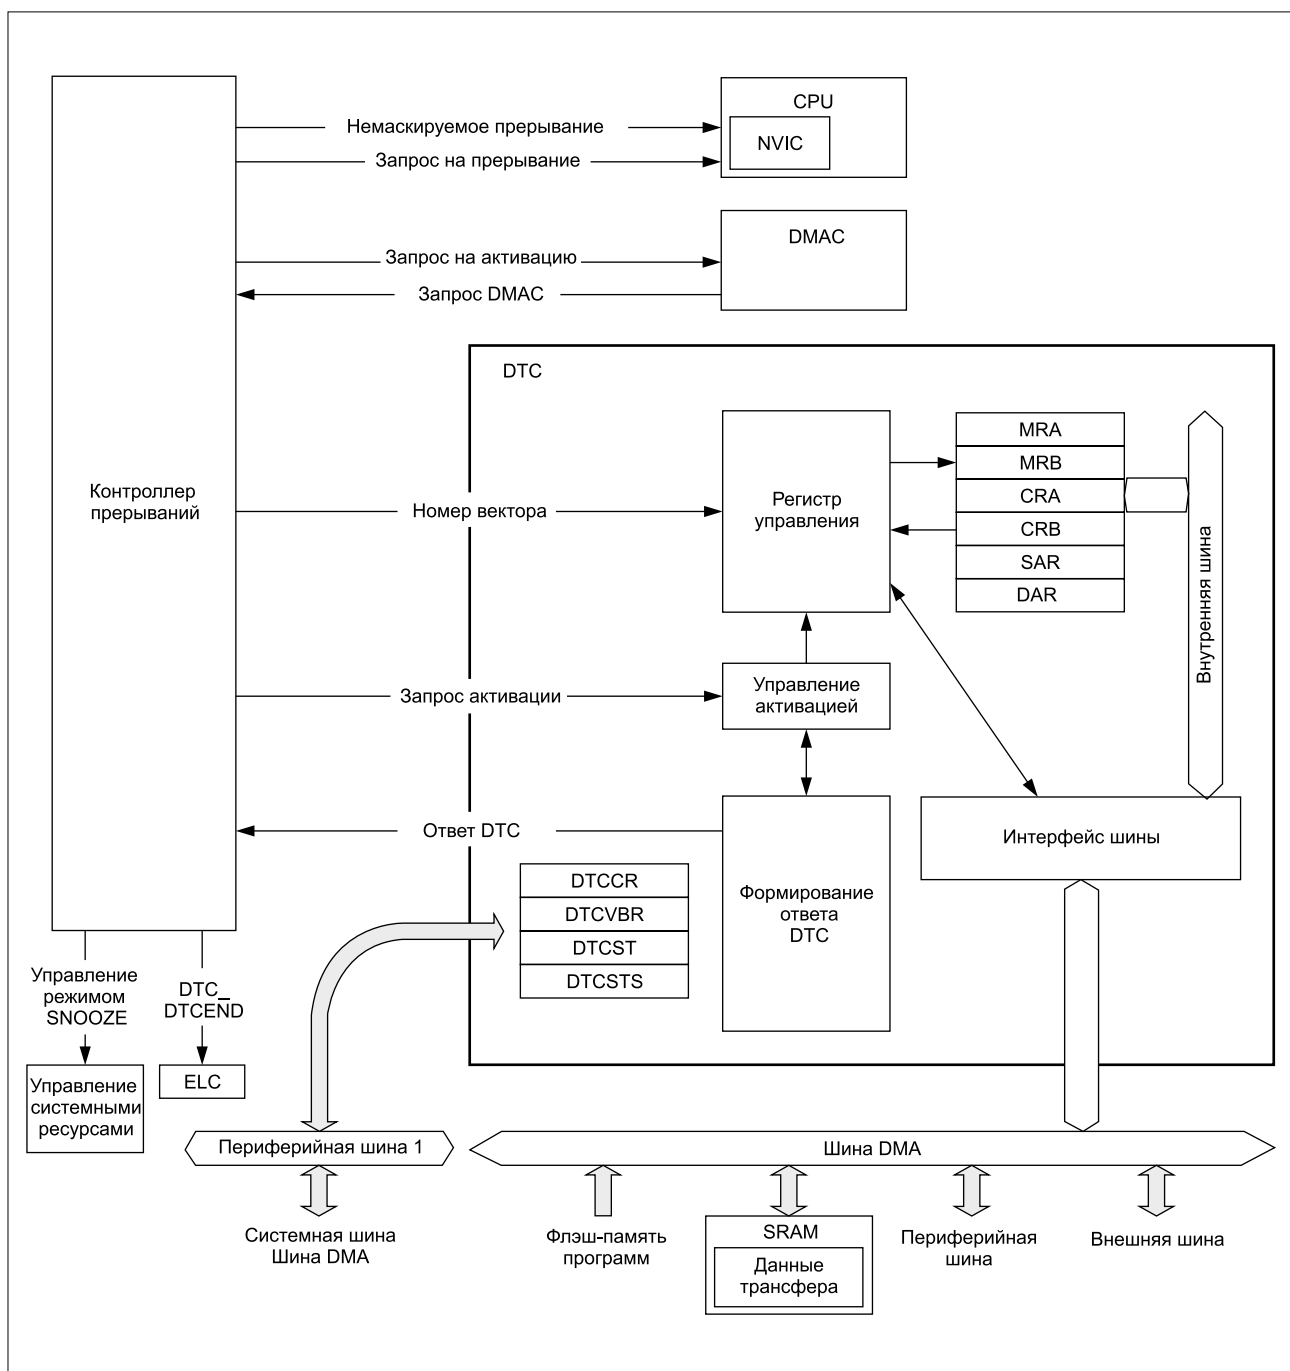 CPU
Немаскируемое прерывание
NVIC
Запрос на прерывание
DMAC
Запрос на активацию
Запрос DMAC
DTC
MRA
MRB
CRA
CRB
SAR
DAR
Контроллер
прерываний
Номер вектора
Регистр
управления
Внутренняя шина
Запрос активации
Управление
активацией
Ответ DTC
Интерфейс шины
DTCCR
DTCVBR
DTCST
DTCSTS
Формирование
ответа
DTC
Управление
режимом
SNOOZE
DTC_
DTCEND
Управление
системными
ресурсами
ELC
Периферийная шина 1
Шина DMA
Системная шина
Шина DMA
Флэш-память
программ
SRAM
Данные
трансфера
Периферийная
шина
Внешняя шина